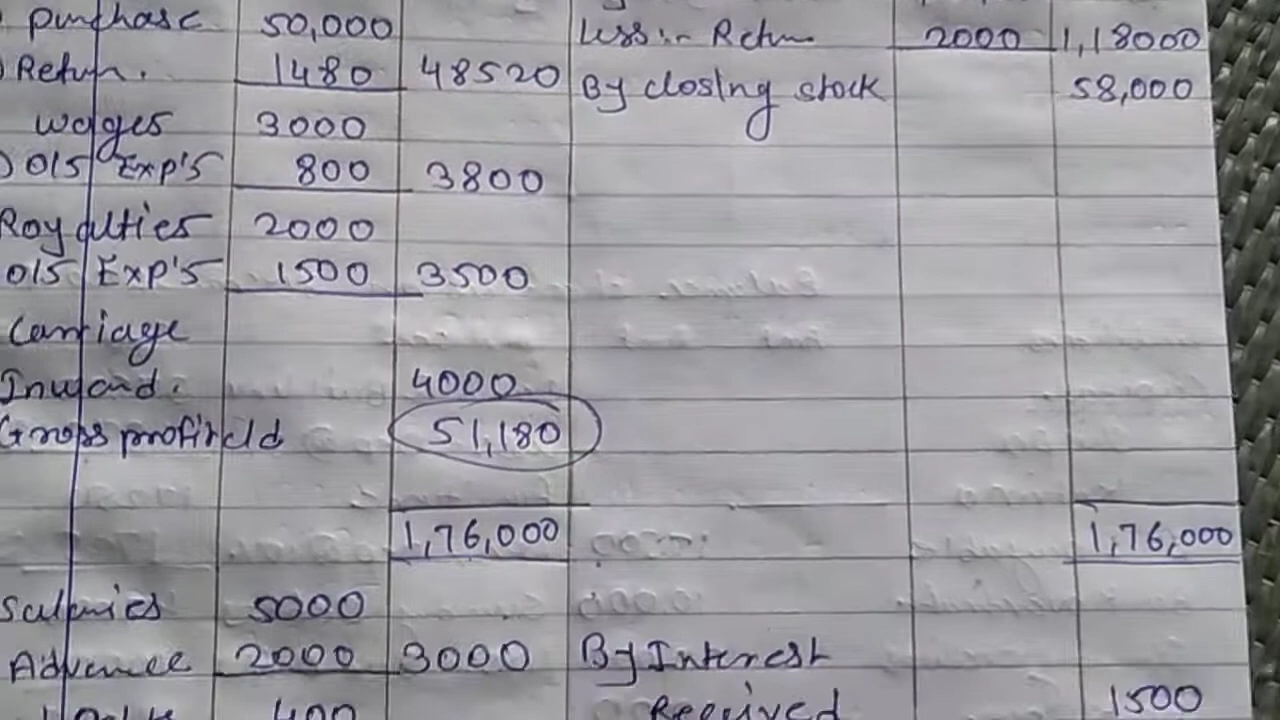 purchase 50,000 Less :- Return 2000 1,18000
Return. 1480 48520 By closing stock 58,000
wages 3000
O/S Exp's 800 3800
Royalties 2000
O/S Exp's 1500 3500
Carriage
Inward. 4000
Gross profit c/d 51,180
1,76,000 1,76,000
Salaries 5000
Advance 2000 3000 By Interest
400 Received 1500